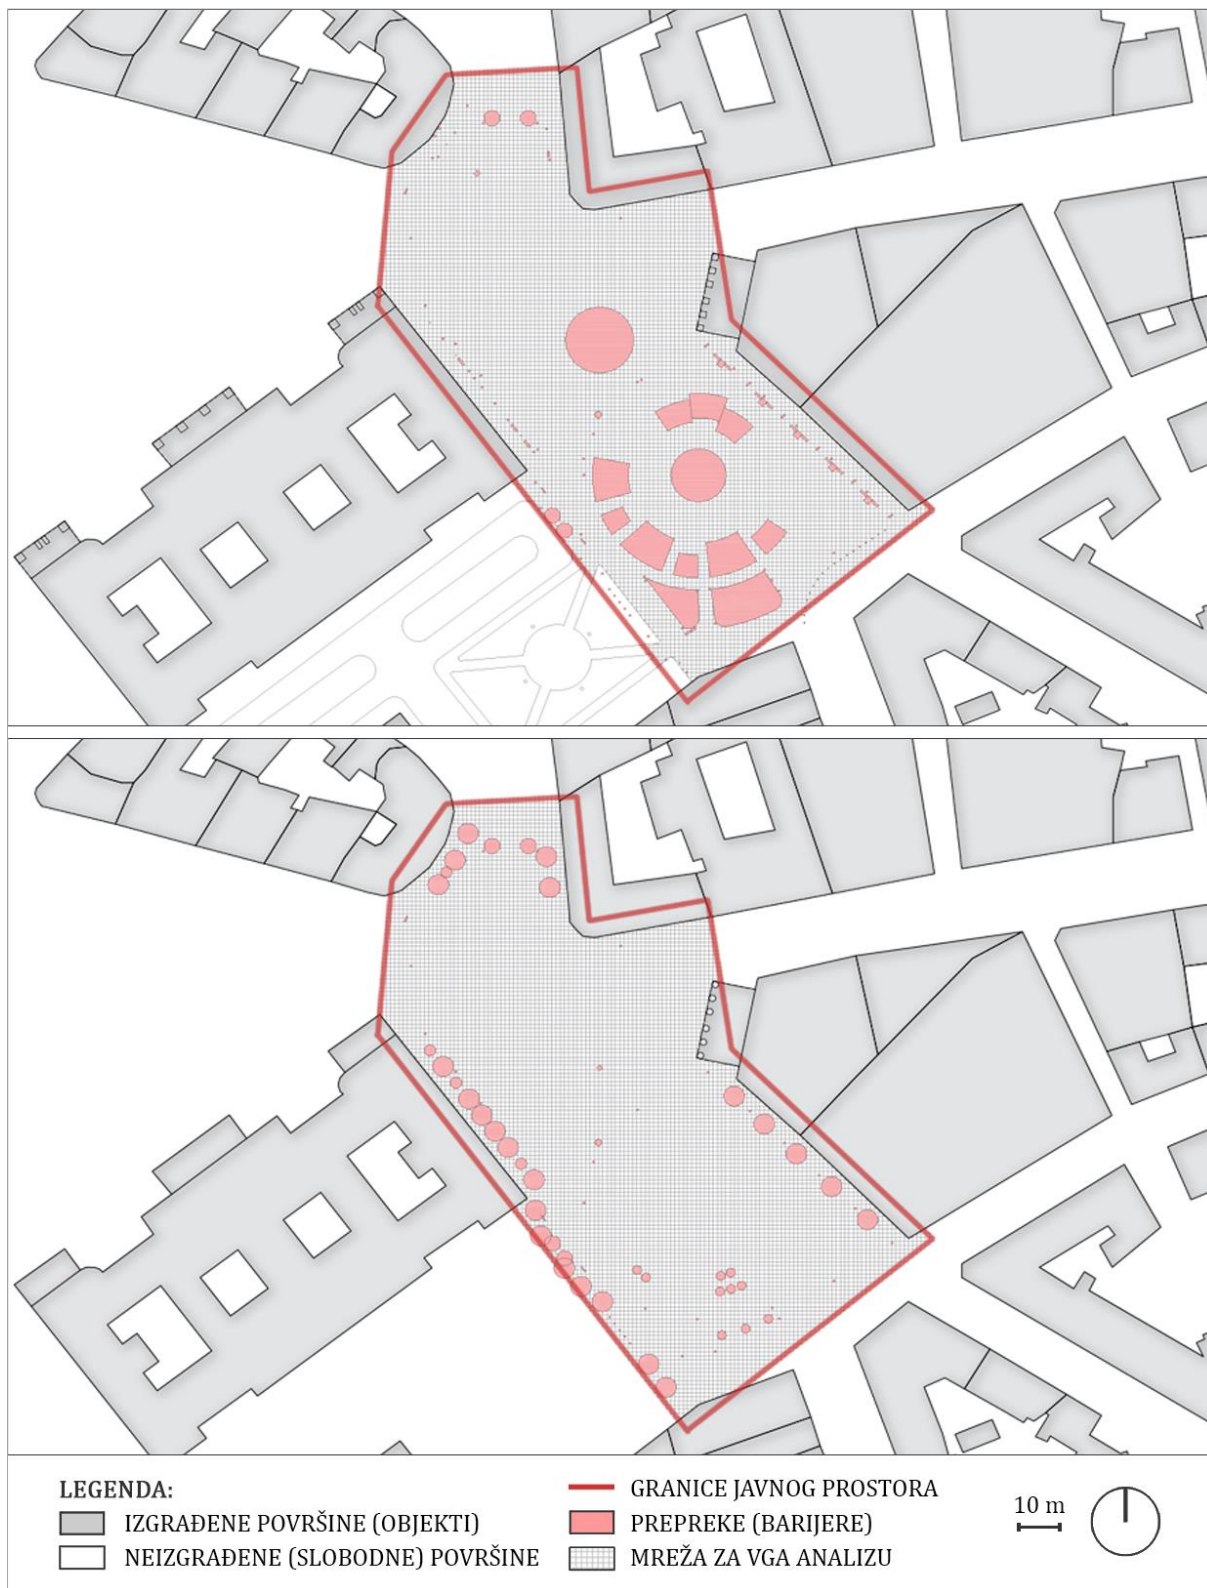 LEGENDA:
IZGRAĐENE POVRŠINE (OBJEKTI)
NEIZGRAĐENE (SLOBODNE) POVRŠINE
GRANICE JAVNOG PROSTORA
PREPREKE (BARIJERE)
MREŽA ZA VGA ANALIZU
10 m